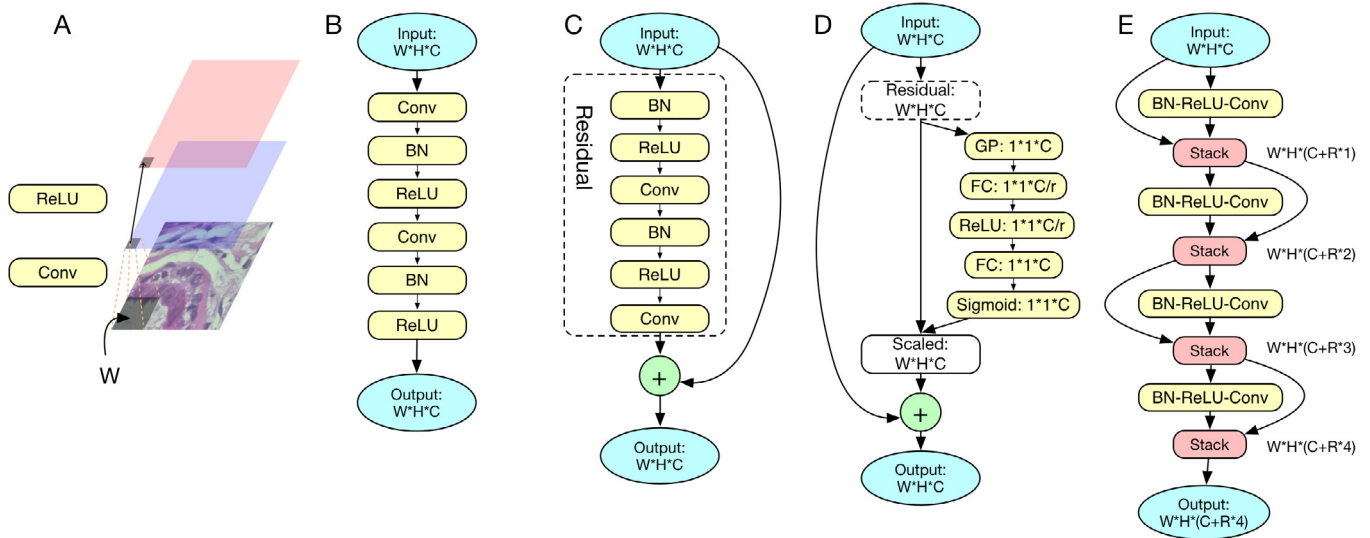 A
ReLU
Conv
W
B
Input:
W*H*C
Conv
BN
ReLU
Conv
BN
ReLU
Output:
W*H*C
C
Input:
W*H*C
Residual
BN
ReLU
Conv
BN
ReLU
Conv
+
Output:
W*H*C
D
Input:
W*H*C
Residual:
W*H*C
GP: 1*1*C
FC: 1*1*C/r
ReLU: 1*1*C/r
FC: 1*1*C
Sigmoid: 1*1*C
Scaled:
W*H*C
+
Output:
W*H*C
E
Input:
W*H*C
BN-ReLU-Conv
Stack W*H*(C+R*1)
BN-ReLU-Conv
Stack W*H*(C+R*2)
BN-ReLU-Conv
Stack W*H*(C+R*3)
BN-ReLU-Conv
Stack W*H*(C+R*4)
Output:
W*H*(C+R*4)